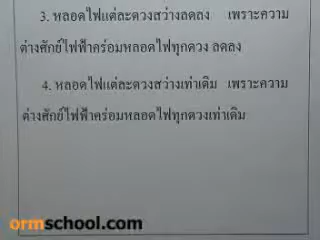 3. หลอดไฟแต่ละดวงสว่างลดลง เพราะความ
ต่างศักย์ไฟฟ้าคร่อมหลอดไฟทุกดวง ลดลง
4. หลอดไฟแต่ละดวงสว่างเท่าเดิม เพราะความ
ต่างศักย์ไฟฟ้าคร่อมหลอดไฟทุกดวงเท่าเดิม
ormschool.com